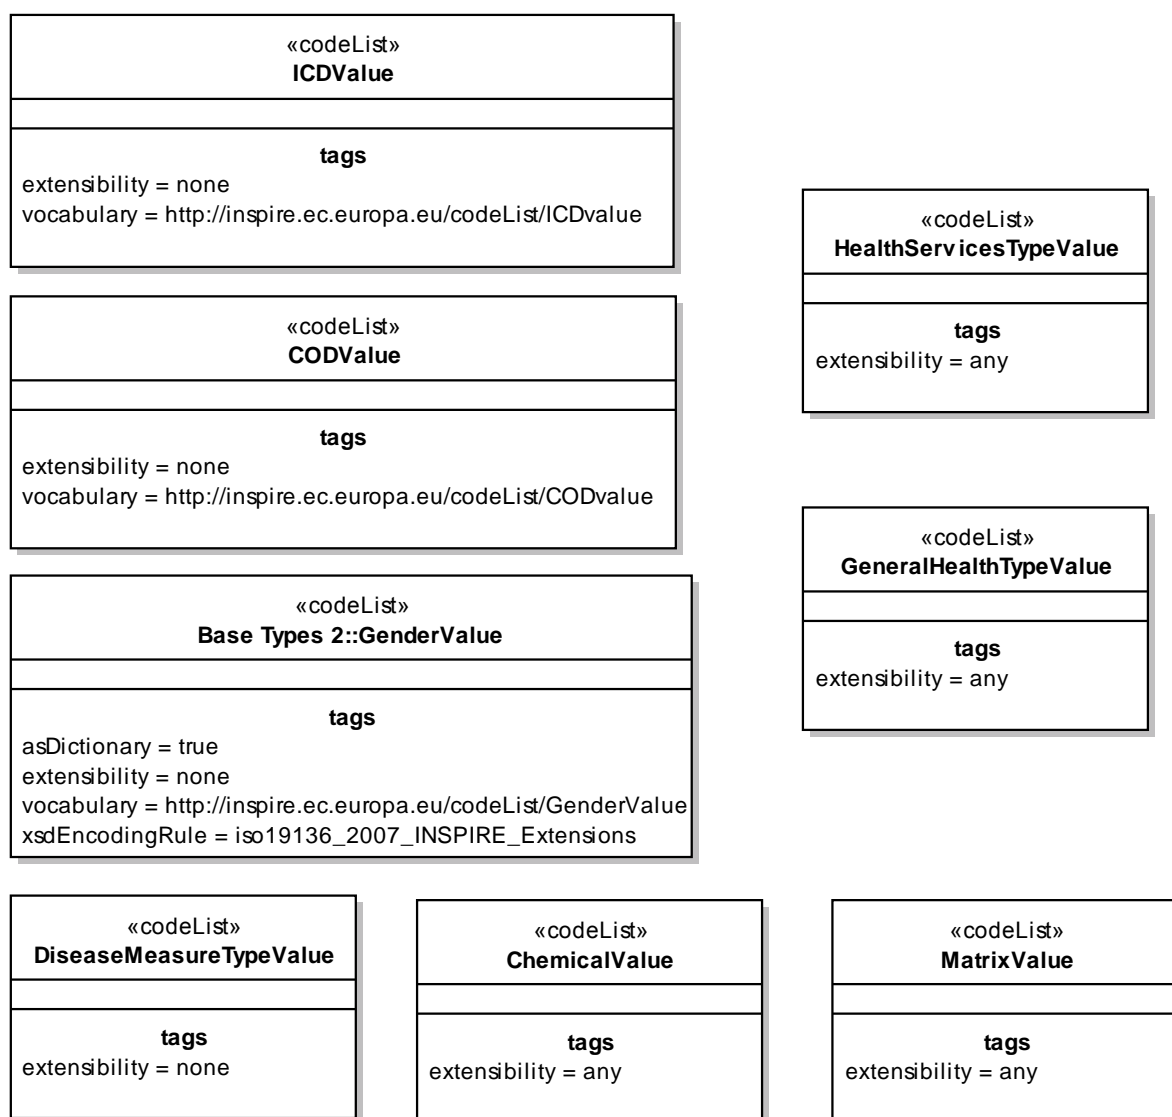 «codeList»
ICDValue
tags
extensibility = none
vocabulary = http://inspire.ec.europa.eu/codeList/ICDvalue
«codeList»
HealthServicesTypeValue
tags
extensibility = any
«codeList»
CODValue
tags
extensibility = none
vocabulary = http://inspire.ec.europa.eu/codeList/CODvalue
«codeList»
GeneralHealthTypeValue
tags
extensibility = any
«codeList»
Base Types 2::GenderValue
tags
asDictionary = true
extensibility = none
vocabulary = http://inspire.ec.europa.eu/codeList/GenderValue
xsdEncodingRule = iso19136_2007_INSPIRE_Extensions
«codeList»
DiseaseMeasureTypeValue
tags
extensibility = none
«codeList»
ChemicalValue
tags
extensibility = any
«codeList»
MatrixValue
tags
extensibility = any